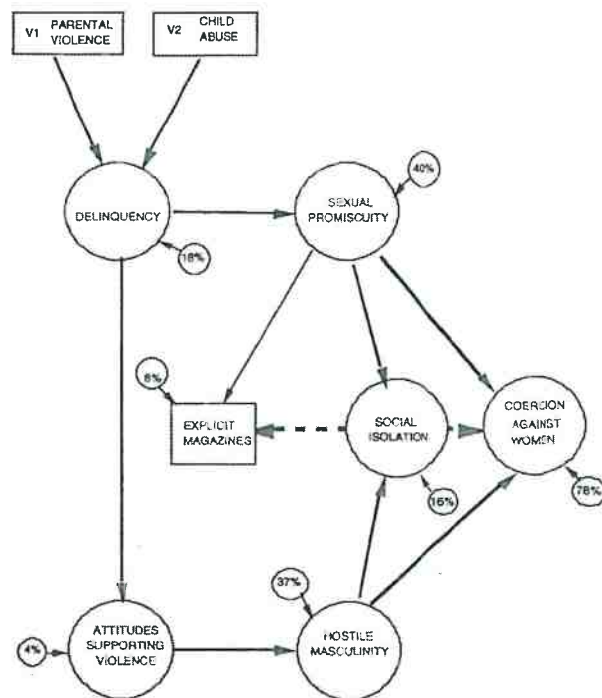 V1 PARENTAL
VIOLENCE
V2 CHILD
ABUSE
DELINQUENCY
18%
SEXUAL
PROMISCUITY
40%
6%
EXPLICIT
MAGAZINES
SOCIAL
ISOLATION
16%
COERCION
AGAINST
WOMEN
78%
4%
ATTITUDES
SUPPORTING
VIOLENCE
37%
HOSTILE
MASCULINITY